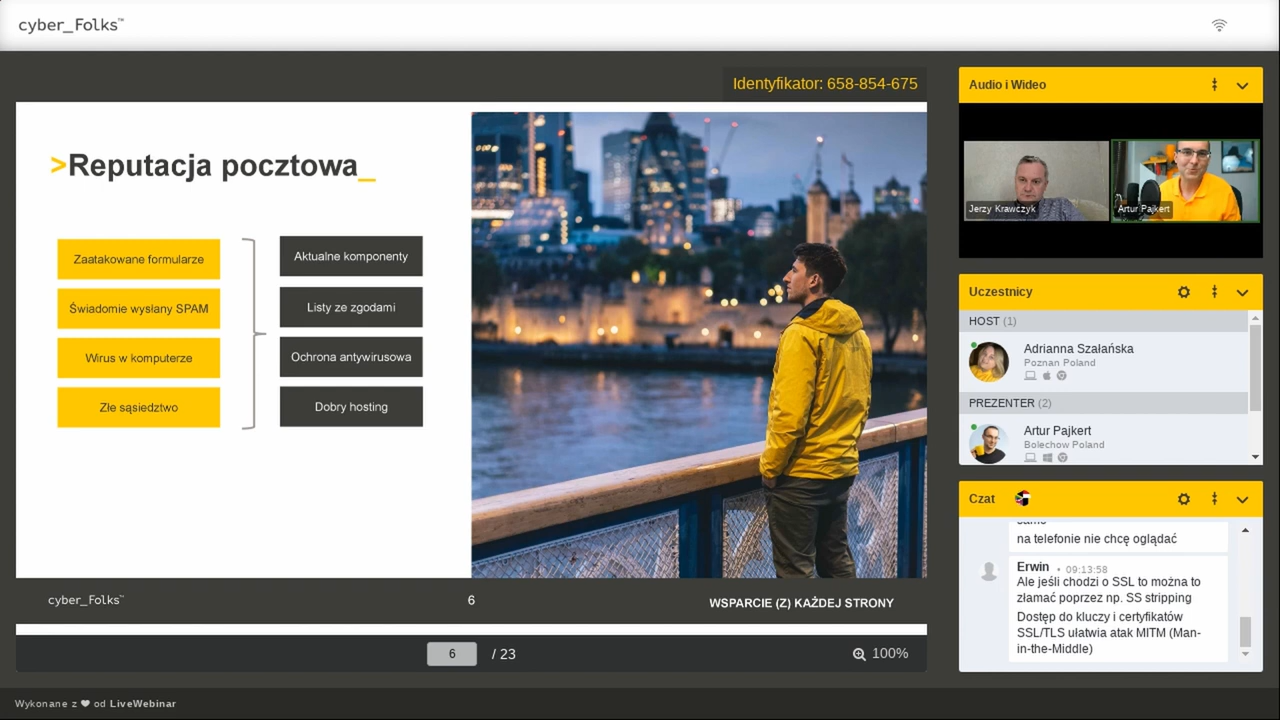 cyber_Folks™
Identyfikator: 658-854-675
>Reputacja pocztowa_
Zaatakowane formularze
Świadomie wysłany SPAM
Wirus w komputerze
Złe sąsiedztwo
Aktualne komponenty
Listy ze zgodami
Ochrona antywirusowa
Dobry hosting
cyber_Folks™
6
WSPARCIE (Z) KAŻDEJ STRONY
6 / 23
100%
Wykonane z ❤ od LiveWebinar
Audio i Wideo
Jerzy Krawczyk
Artur Pajkert
Uczestnicy
HOST (1)
Adrianna Szałańska
Poznan Poland
PREZENTER (2)
Artur Pajkert
Bolechow Poland
Czat
samo
na telefonie nie chcę oglądać
Erwin • 09:13:58
Ale jeśli chodzi o SSL to można to
złamać poprzez np. SS stripping
Dostęp do kluczy i certyfikatów
SSL/TLS ułatwia atak MITM (Man-
in-the-Middle)